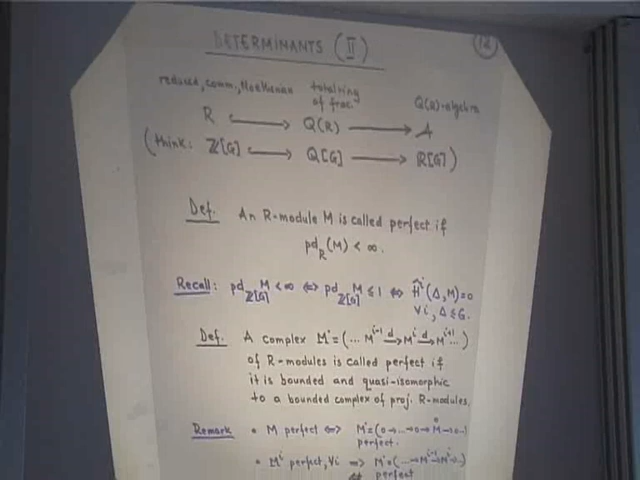 DETERMINANTS (II)
12
reduced, comm., Noetherian total ring of frac. Q(R)-algebra
R ↪ Q(R) → A
(think: ℤ[G] ↪ Q[G] → R[G])
Def. An R-module M is called perfect if
pd_R(M) < ∞.
Recall: pd_ℤ[G] M < ∞ ⇔ pd_ℤ[G] M ≤ 1 ⇔ Ĥ^i(Δ, M) = 0
∀i, Δ ≤ G.
Def. A complex M^• = (... M^{i-1} →^d M^i →^d M^{i+1} ...)
of R-modules is called perfect if
it is bounded and quasi-isomorphic
to a bounded complex of proj. R-modules.
Remark • M perfect ⇔ M^• = (0 → ... → 0 → M → 0 ...)
perfect.
• M^i perfect, ∀i ⇒ M^• = (... → M^{i-1} → M^i → ...)
perfect